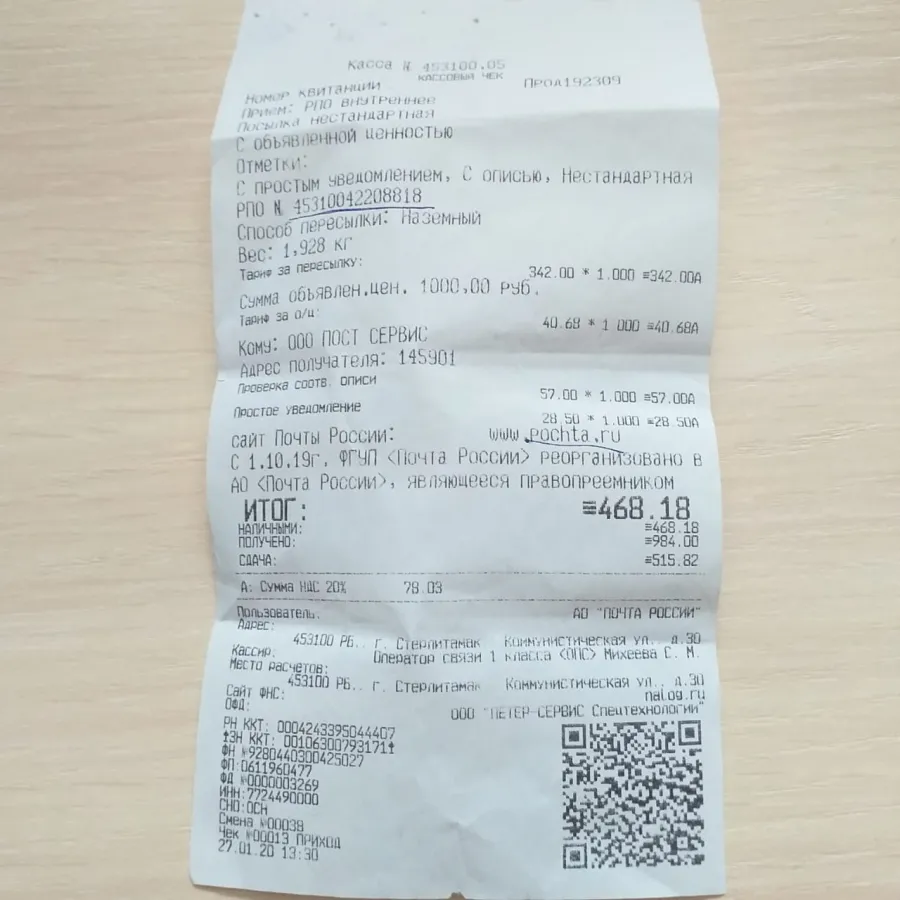 Касса № 453100.05
КАССОВЫЙ ЧЕК
Номер квитанции Прод192309
Прием: РПО внутреннее
Посылка нестандартная
С объявленной ценностью
Отметки:
С простым уведомлением, С описью, Нестандартная
РПО № 45310042208818
Способ пересылки: Наземный
Вес: 1,928 кг
Тариф за пересылку:
342.00 * 1.000 ≡342.00А
Сумма объявлен.цен. 1000,00 руб.
Тариф за о/ц:
40.68 * 1 000 ≡40.68А
Кому: ООО ПОСТ СЕРВИС
Адрес получателя: 145901
Проверка соотв. описи
57.00 * 1.000 ≡57.00А
Простое уведомление
28.50 * 1.000 ≡28.50А
сайт Почты России: www.pochta.ru
С 1.10.19г. ФГУП <Почта России> реорганизовано в
АО <Почта России>, являющееся правопреемником
ИТОГ: ≡468.18
НАЛИЧНЫМИ: ≡468.18
ПОЛУЧЕНО: ≡984.00
СДАЧА: ≡515.82
А: Сумма НДС 20% 78.03
Пользователь: АО "ПОЧТА РОССИИ"
Адрес:
453100 РБ., г. Стерлитамак Коммунистическая ул., д.30
Кассир: Оператор связи 1 класса <ОПС> Михеева С. М.
Место расчетов:
453100 РБ., г. Стерлитамак Коммунистическая ул., д.30
Сайт ФНС: nalog.ru
ОФД: ООО "ПЕТЕР-СЕРВИС Спецтехнологии"
РН ККТ: 0004243395044407
ЗН ККТ: 0010630079317​1
ФН №9280440300425027
ФП:0611960477
ФД №0000003269
ИНН:7724490000
СНО:ОСН
Смена №00038
Чек №00013 ПРИХОД
27.01.20 13:30